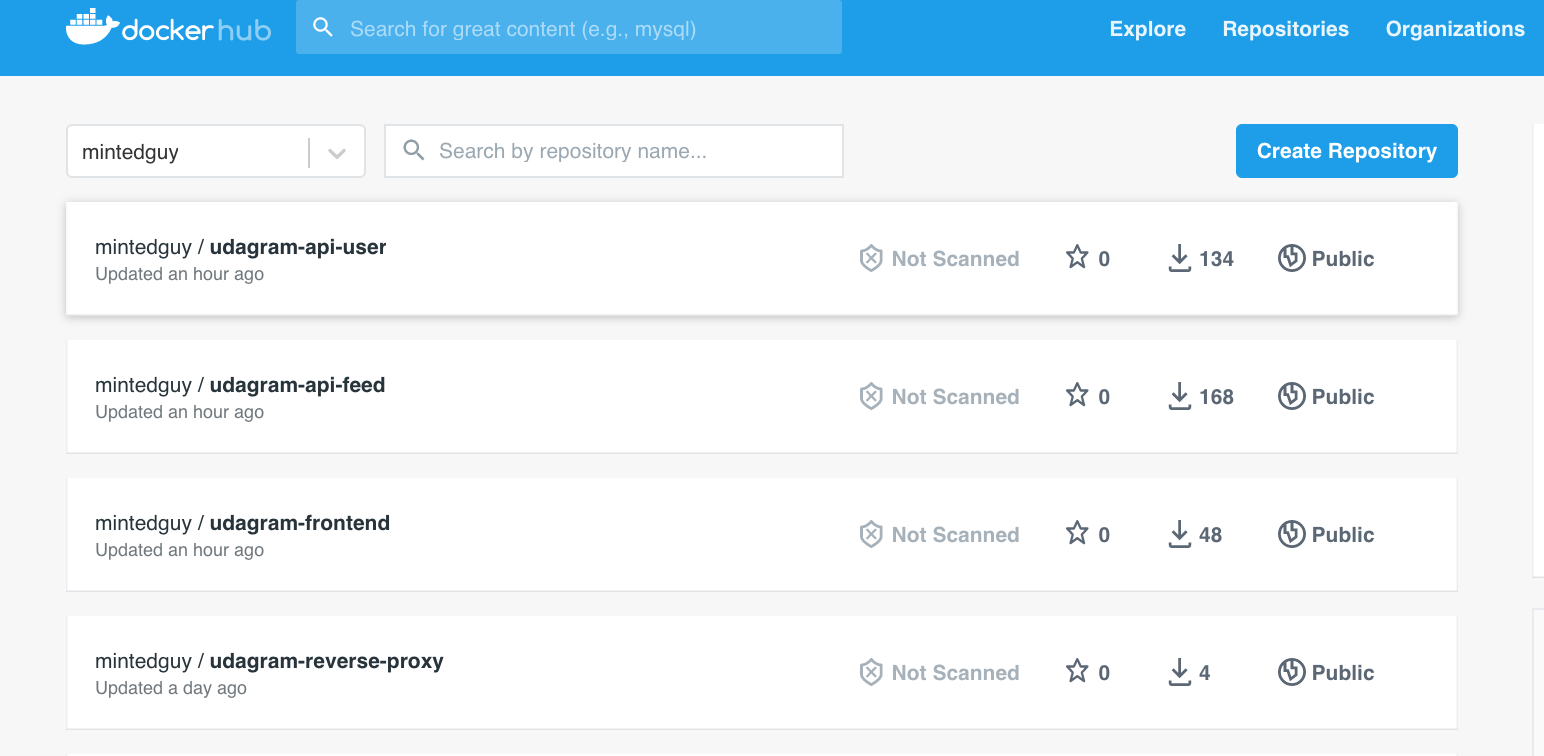 docker hub
Search for great content (e.g., mysql)
Explore
Repositories
Organizations
mintedguy
Search by repository name...
Create Repository
mintedguy / udagram-api-user
Updated an hour ago
Not Scanned
0
134
Public
mintedguy / udagram-api-feed
Updated an hour ago
Not Scanned
0
168
Public
mintedguy / udagram-frontend
Updated an hour ago
Not Scanned
0
48
Public
mintedguy / udagram-reverse-proxy
Updated a day ago
Not Scanned
0
4
Public